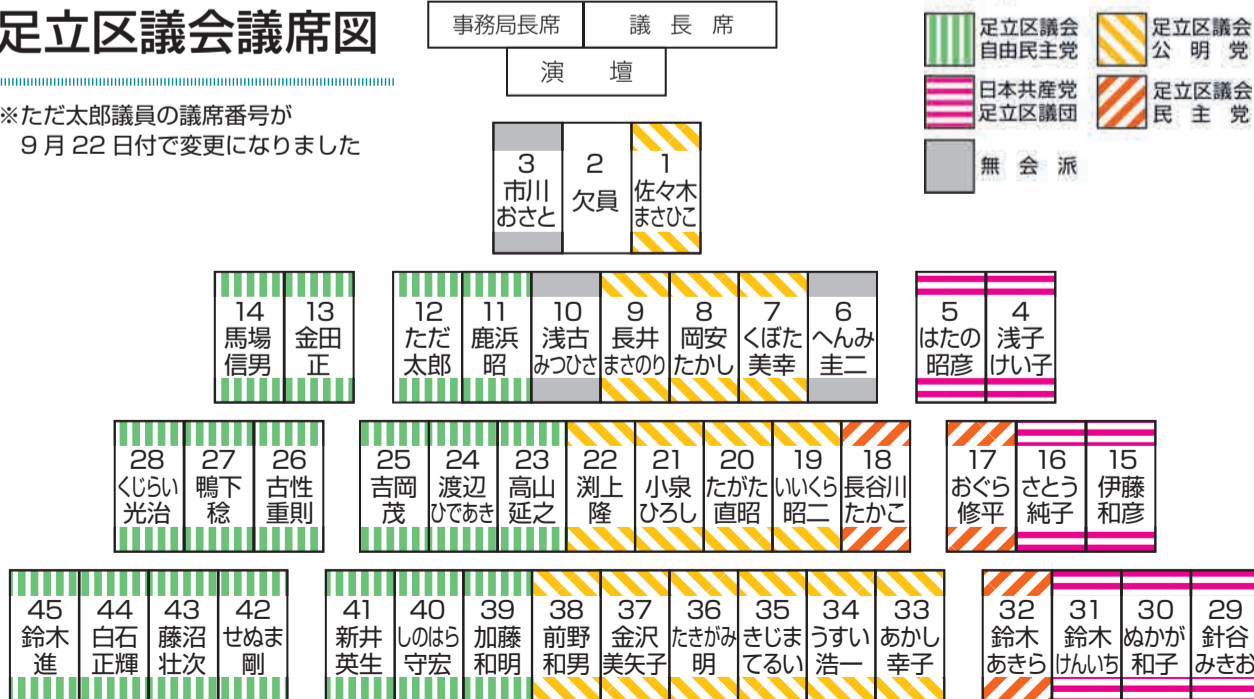 足立区議会議席図
※ただ太郎議員の議席番号が
9月22日付で変更になりました
事務局長席
議長席
演壇
足立区議会
自由民主党
足立区議会
公明党
日本共産党
足立区議団
足立区議会
民主党
無会派
3
市川
おさと
2
欠員
1
佐々木
まさひこ
14
馬場
信男
13
金田
正
12
ただ
太郎
11
鹿浜
昭
10
浅古
みつひさ
9
長井
まさのり
8
岡安
たかし
7
くぼた
美幸
6
へんみ
圭二
5
はたの
昭彦
4
浅子
けい子
28
くじらい
光治
27
鴨下
稔
26
古性
重則
25
吉岡
茂
24
渡辺
ひであき
23
高山
延之
22
渕上
隆
21
小泉
ひろし
20
たがた
直昭
19
いいくら
昭二
18
長谷川
たかこ
17
おぐら
修平
16
さとう
純子
15
伊藤
和彦
45
鈴木
進
44
白石
正輝
43
藤沼
壮次
42
せぬま
剛
41
新井
英生
40
しのはら
守宏
39
加藤
和明
38
前野
和男
37
金沢
美矢子
36
たきがみ
明
35
きじま
てるい
34
うすい
浩一
33
あかし
幸子
32
鈴木
あきら
31
鈴木
けんいち
30
ぬかが
和子
29
針谷
みきお